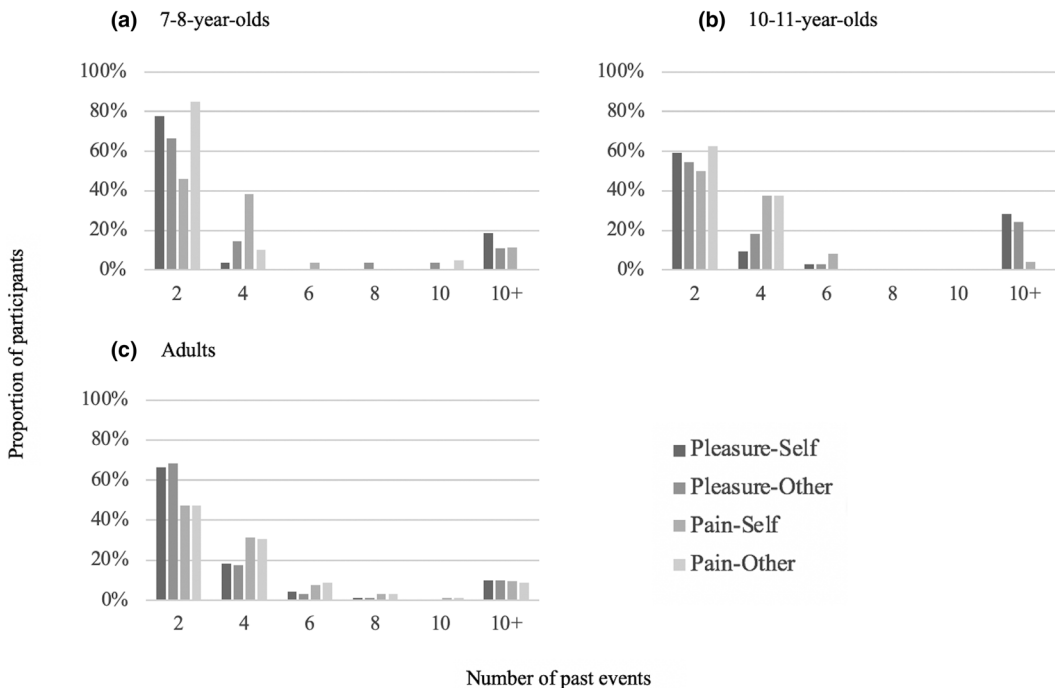 (a) 7-8-year-olds
100%
80%
60%
40%
20%
0%
2 4 6 8 10 10+
(b) 10-11-year-olds
100%
80%
60%
40%
20%
0%
2 4 6 8 10 10+
Proportion of participants
(c) Adults
100%
80%
60%
40%
20%
0%
2 4 6 8 10 10+
Pleasure-Self
Pleasure-Other
Pain-Self
Pain-Other
Number of past events